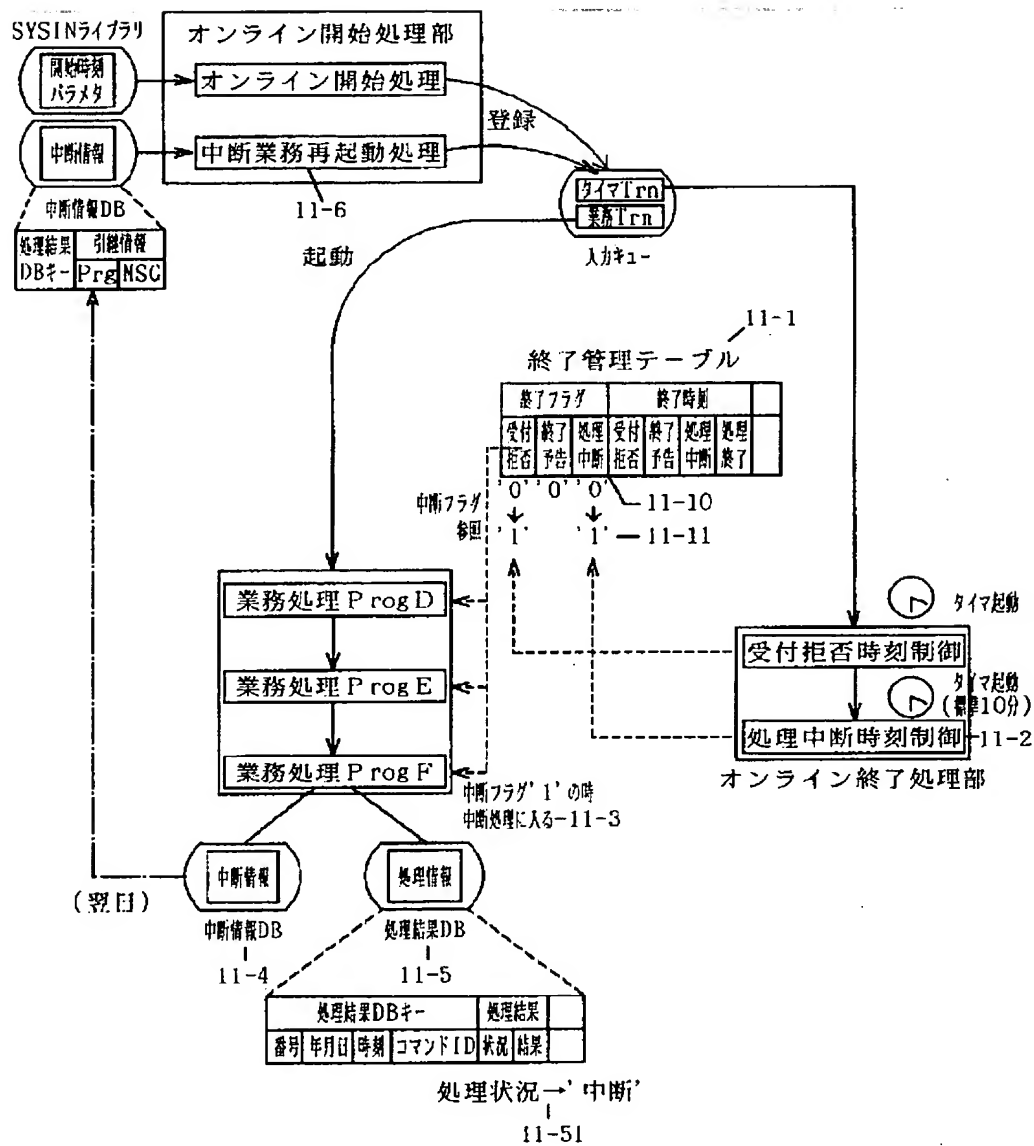 SYSINライブラリ
オンライン開始処理部
開始時刻
パラメタ
オンライン開始処理
登録
中断情報
中断業務再起動処理
11-6
タイマTrn
業務Trn
入力キュー
中断情報DB
処理結果
DBキー
引継情報
Prg
MSG
起動
11-1
終了管理テーブル
終了フラグ
終了時刻
受付
拒否
終了
予告
処理
中断
受付
拒否
終了
予告
処理
中断
処理
終了
'0' '0' '0'
11-10
中断フラグ
参照
'1'
'1'
11-11
業務処理ProgD
タイマ起動
受付拒否時刻制御
業務処理ProgE
タイマ起動
(標準10分)
処理中断時刻制御
11-2
オンライン終了処理部
業務処理ProgF
中断フラグ'1'の時
中断処理に入る-11-3
中断情報
処理情報
(翌日)
中断情報DB
処理結果DB
11-4
11-5
処理結果DBキー
処理結果
番号
年月日
時刻
コマンドID
状況
結果
処理状況→'中断'
11-51